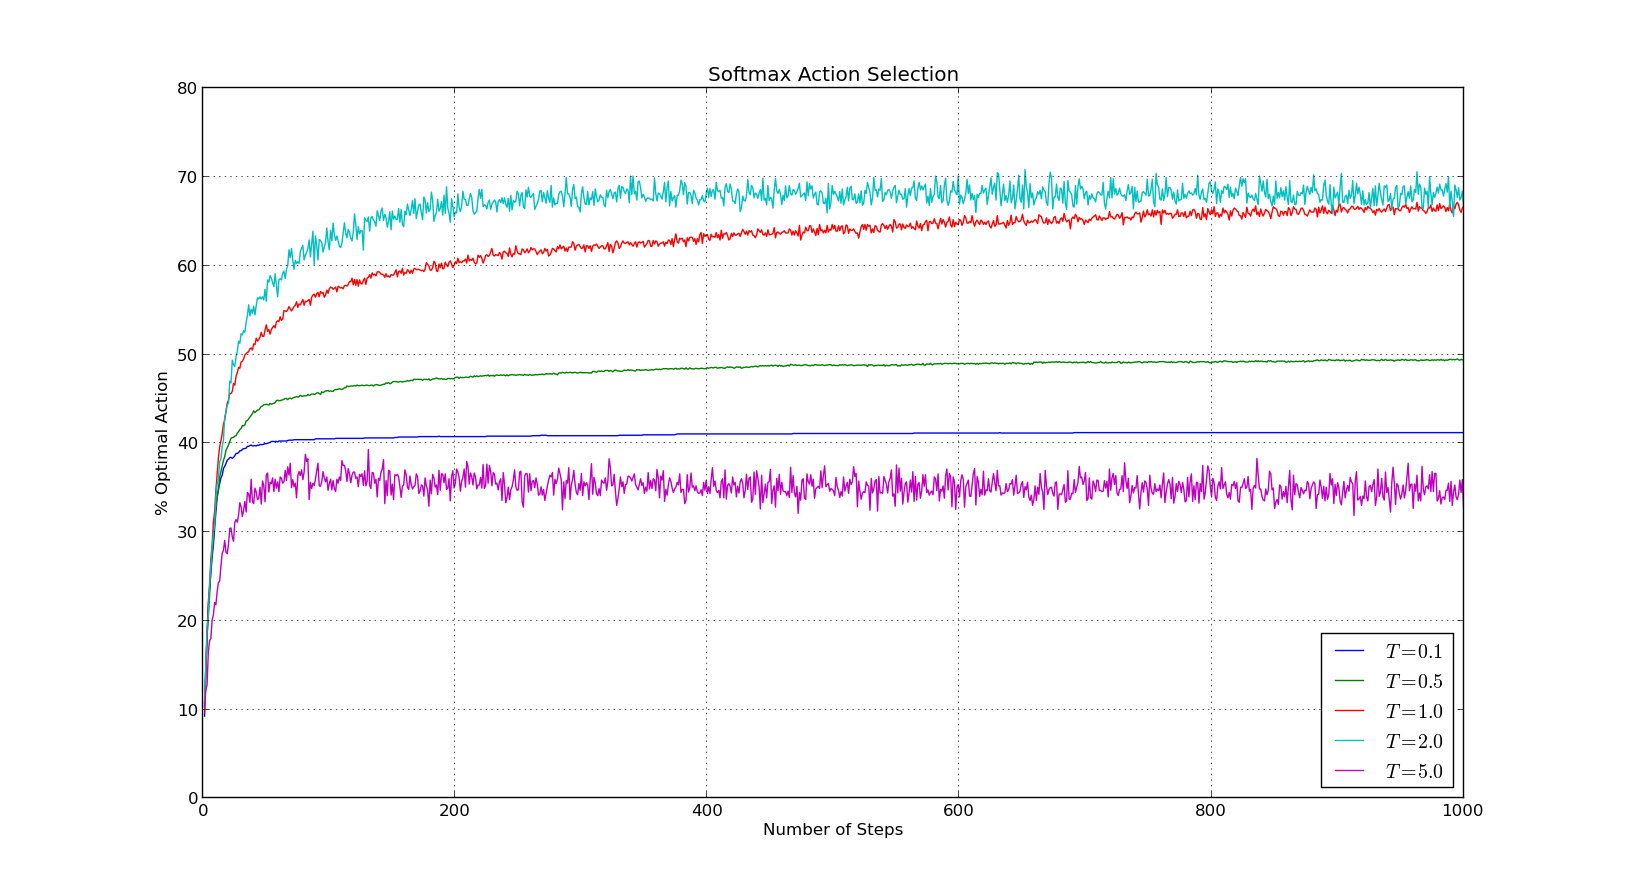 Softmax Action Selection
80
70
60
50
40
30
20
10
0
% Optimal Action
0 200 400 600 800 1000
Number of Steps
T=0.1
T=0.5
T=1.0
T=2.0
T=5.0